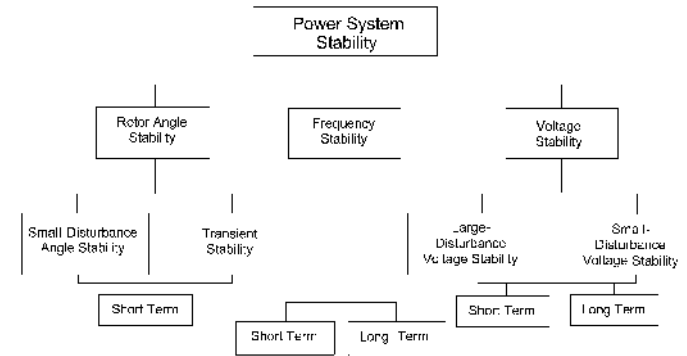 Power System
Stability
Rotor Angle
Stability
Frequency
Stability
Voltage
Stability
Small Disturbance
Angle Stability
Transient
Stability
Large-
Disturbance
Voltage Stability
Small-
Disturbance
Voltage Stability
Short Term
Short Term
Long Term
Short Term
Long Term